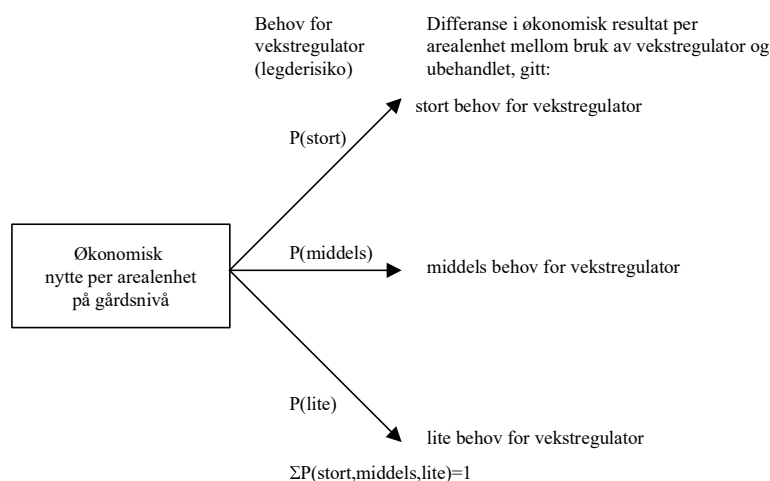 Behov for
vekstregulator
(legderisiko)
Differanse i økonomisk resultat per
arealenhet mellom bruk av vekstregulator og
ubehandlet, gitt:
stort behov for vekstregulator
P(stort)
Økonomisk
nytte per arealenhet
på gårdsnivå
P(middels)
middels behov for vekstregulator
P(lite)
lite behov for vekstregulator
ΣP(stort,middels,lite)=1